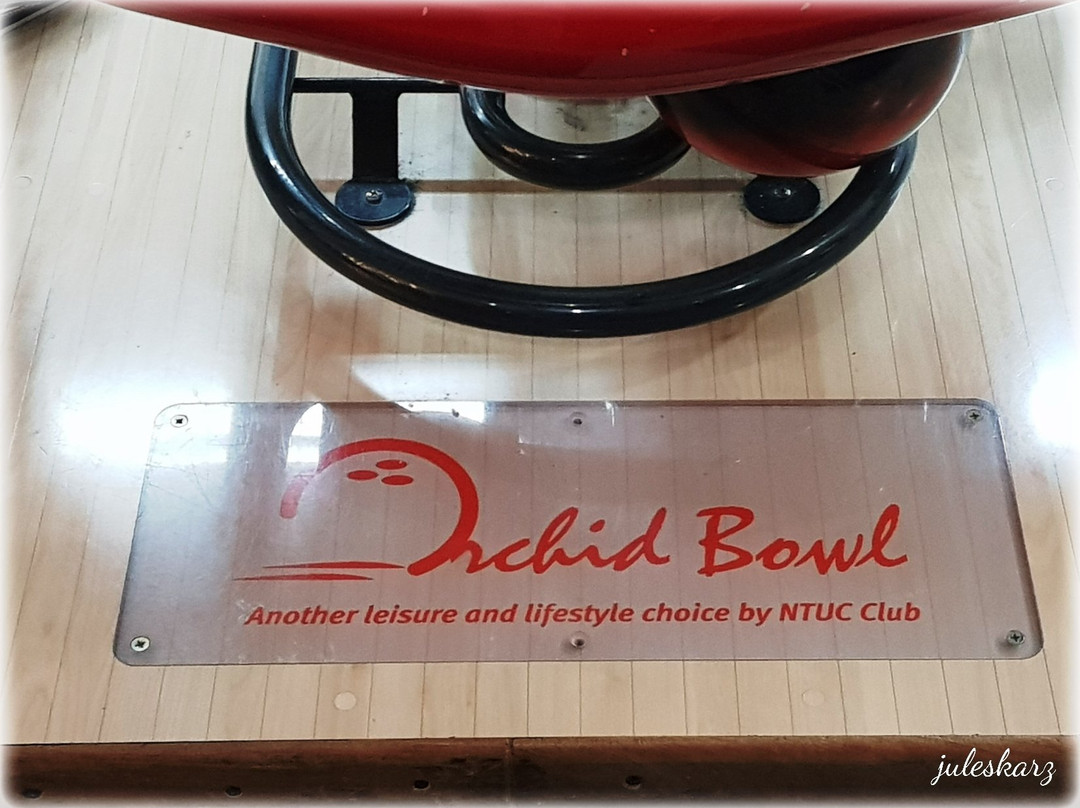 Orchid Bowl
Another leisure and lifestyle choice by NTUC Club
juleskarz